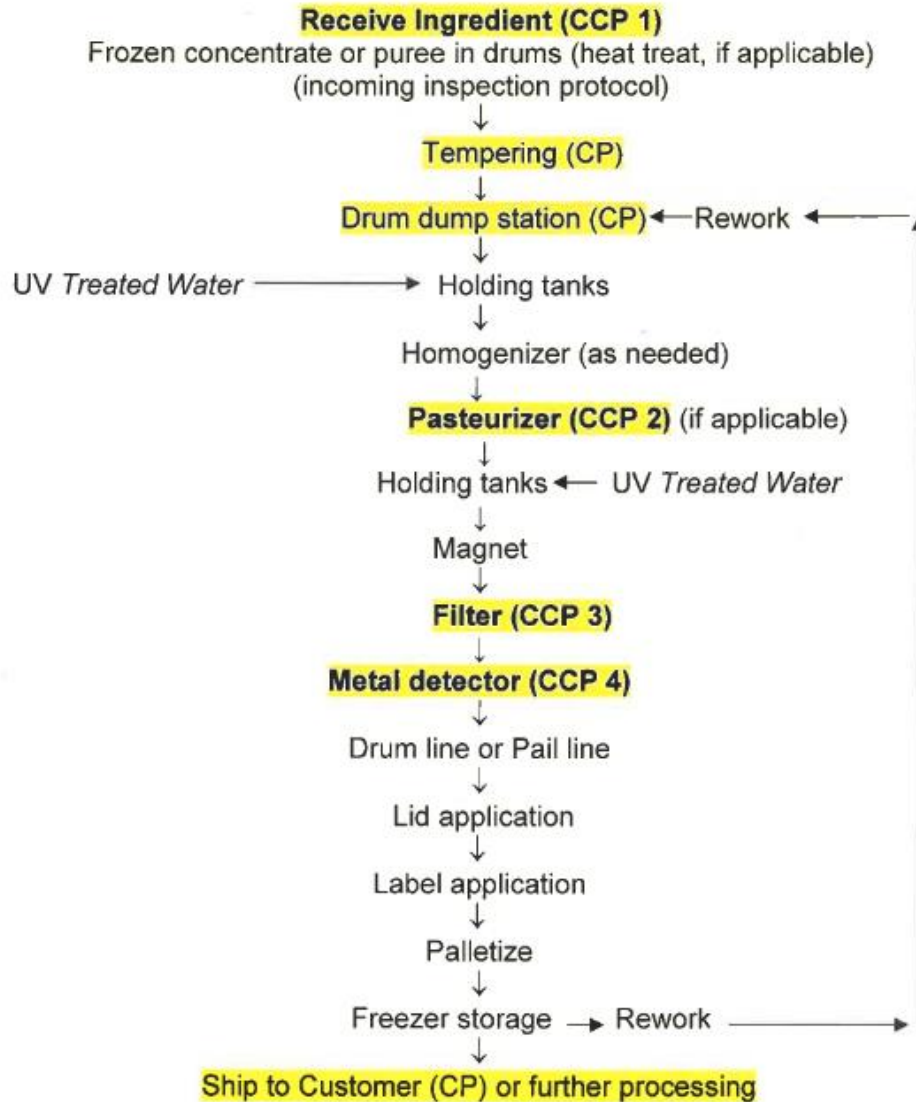 Receive Ingredient (CCP 1)
Frozen concentrate or puree in drums (heat treat, if applicable)
(incoming inspection protocol)
Tempering (CP)
Drum dump station (CP) Rework
UV Treated Water Holding tanks
Homogenizer (as needed)
Pasteurizer (CCP 2) (if applicable)
Holding tanks UV Treated Water
Magnet
Filter (CCP 3)
Metal detector (CCP 4)
Drum line or Pail line
Lid application
Label application
Palletize
Freezer storage Rework
Ship to Customer (CP) or further processing